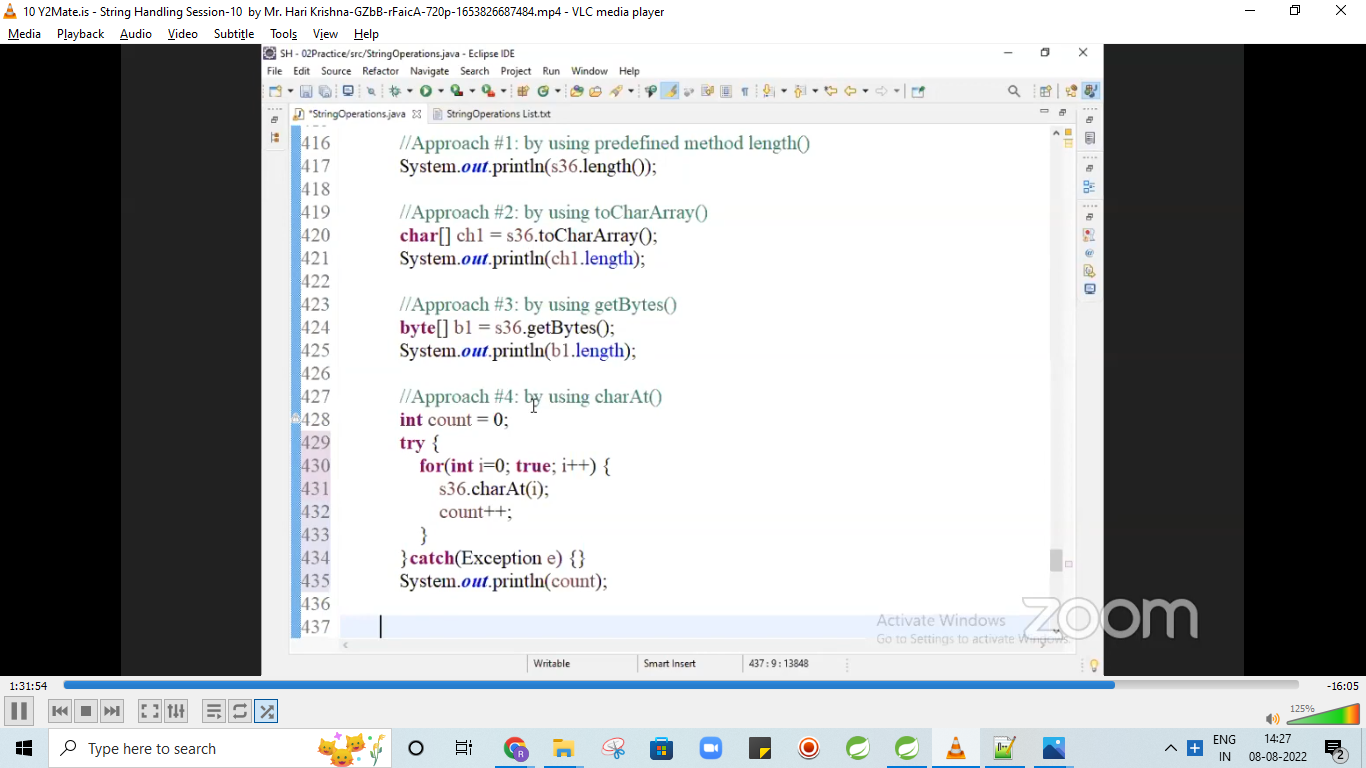 10 Y2Mate.is - String Handling Session-10 by Mr. Hari Krishna-GZbB-rFaicA-720p-1653826687484.mp4 - VLC media player
Media Playback Audio Video Subtitle Tools View Help
SH - 02Practice/src/StringOperations.java - Eclipse IDE
File Edit Source Refactor Navigate Search Project Run Window Help
*StringOperations.java StringOperations List.txt
416 //Approach #1: by using predefined method length()
417 System.out.println(s36.length());
418
419 //Approach #2: by using toCharArray()
420 char[] ch1 = s36.toCharArray();
421 System.out.println(ch1.length);
422
423 //Approach #3: by using getBytes()
424 byte[] b1 = s36.getBytes();
425 System.out.println(b1.length);
426
427 //Approach #4: by using charAt()
428 int count = 0;
429 try {
430 for(int i=0; true; i++) {
431 s36.charAt(i);
432 count++;
433 }
434 }catch(Exception e) {}
435 System.out.println(count);
436
437
Activate Windows
Go to Settings to activate Windows.
zoom
Writable Smart Insert 437 : 9 : 13848
1:31:54 -16:05
125%
Type here to search
ENG
IN
14:27
08-08-2022
2